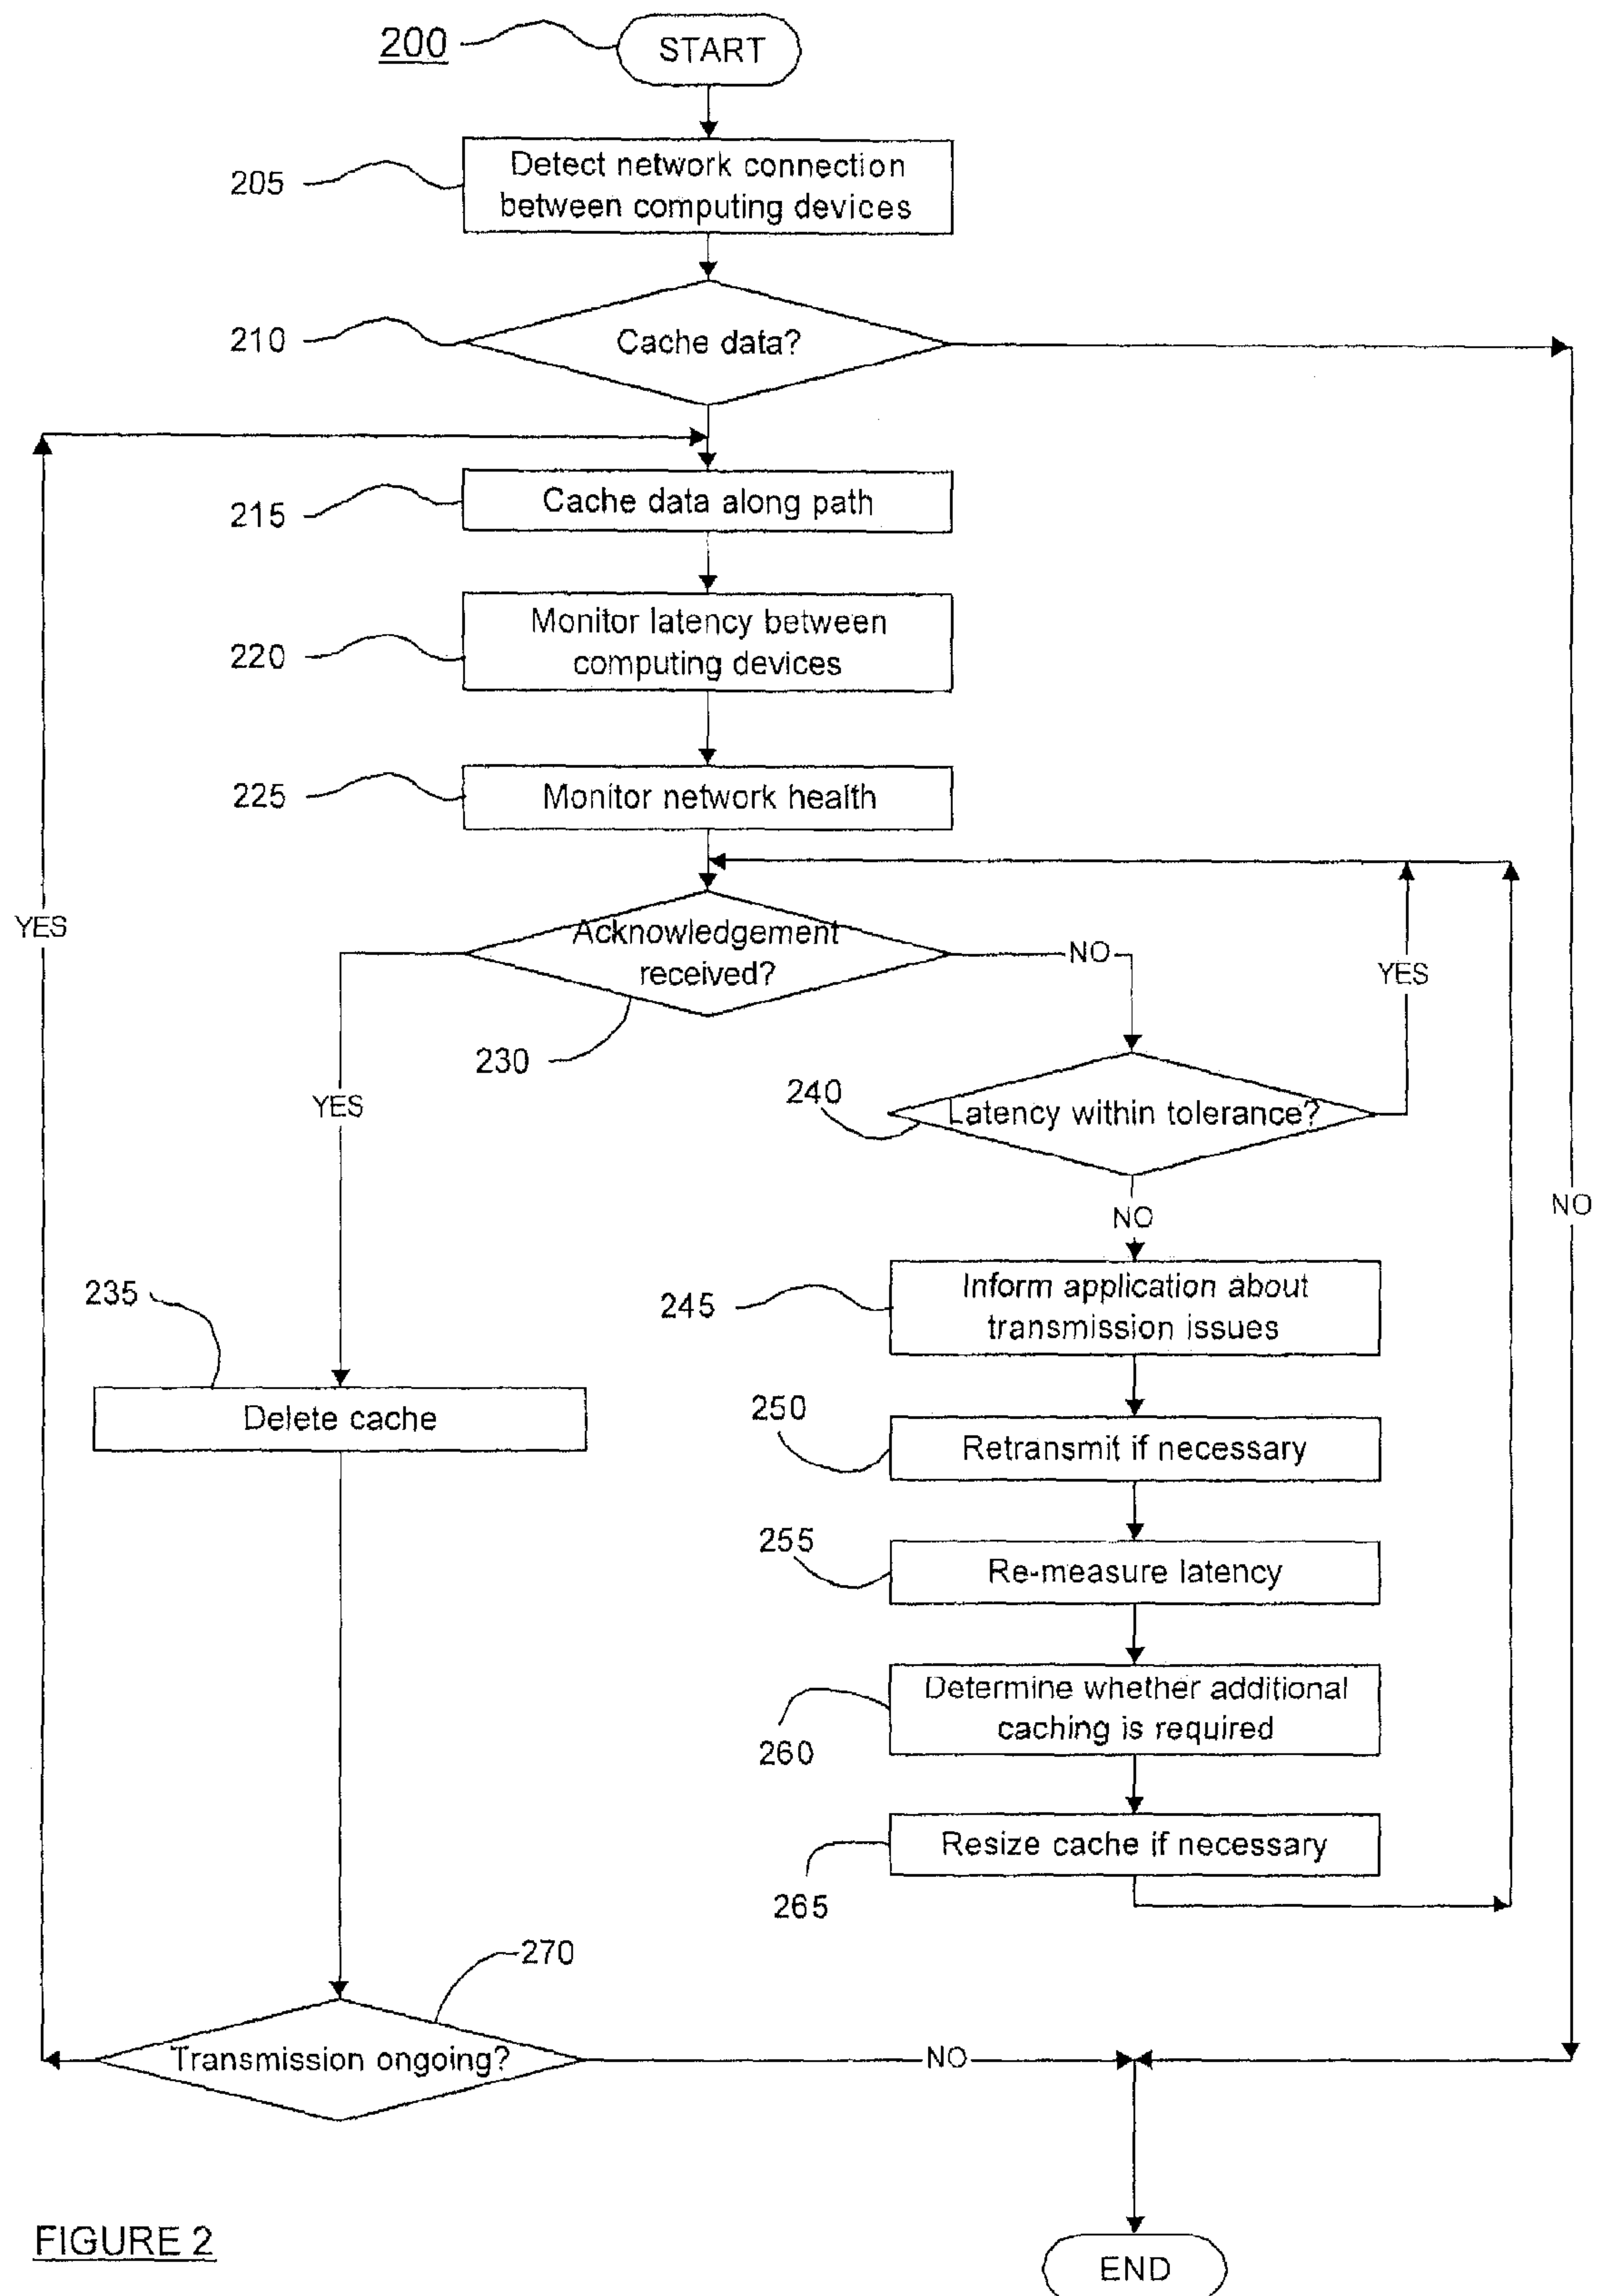 200
START
205
Detect network connection
between computing devices
210
Cache data?
215
Cache data along path
220
Monitor latency between
computing devices
225
Monitor network health
YES
Acknowledgement
received?
NO
YES
230
YES
240
Latency within tolerance?
NO
NO
235
245
Inform application about
transmission issues
Delete cache
250
Retransmit if necessary
255
Re-measure latency
260
Determine whether additional
caching is required
265
Resize cache if necessary
270
Transmission ongoing?
NO
FIGURE 2
END